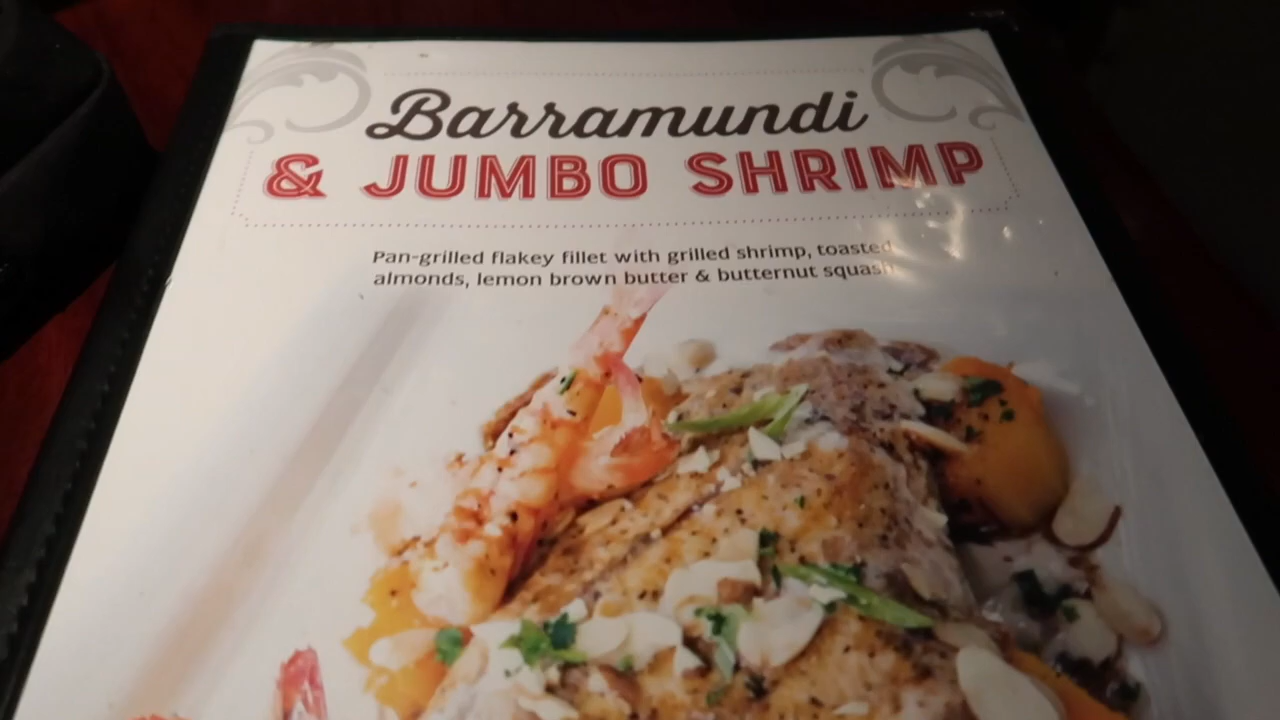 Barramundi
& JUMBO SHRIMP
Pan-grilled flakey fillet with grilled shrimp, toasted
almonds, lemon brown butter & butternut squash